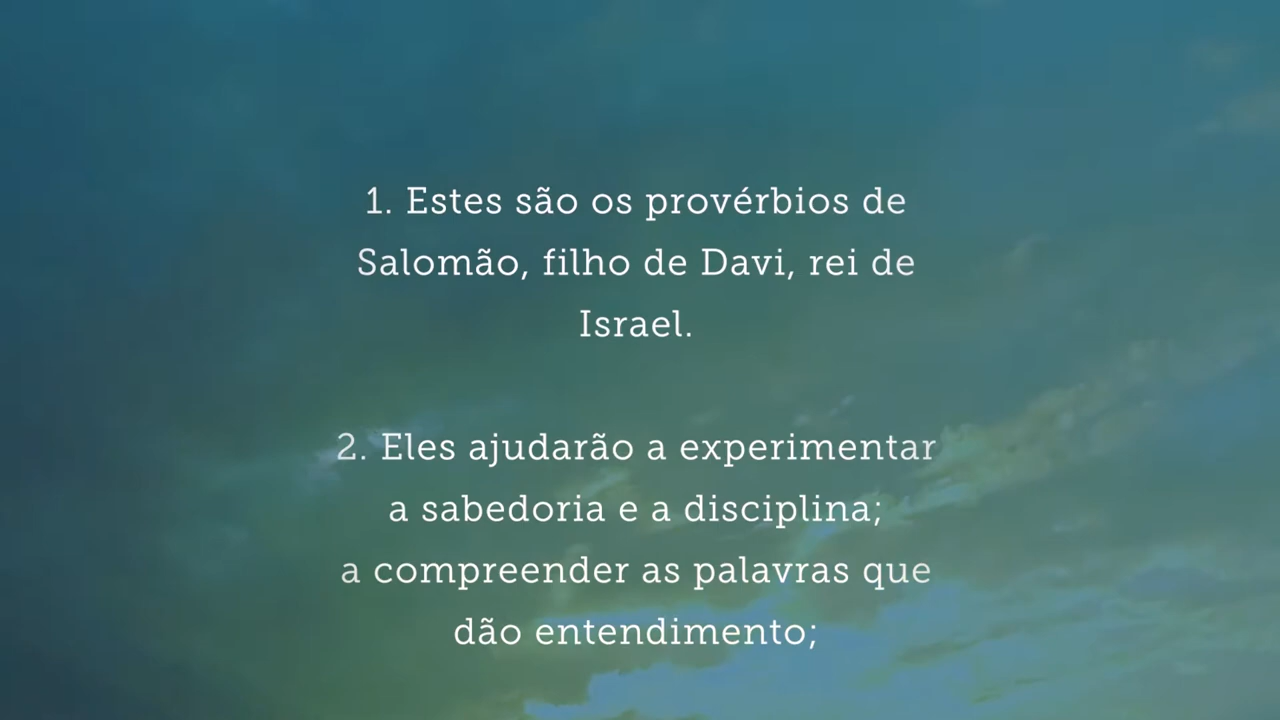 1. Estes são os provérbios de
Salomão, filho de Davi, rei de
Israel.
2. Eles ajudarão a experimentar
a sabedoria e a disciplina;
a compreender as palavras que
dão entendimento;